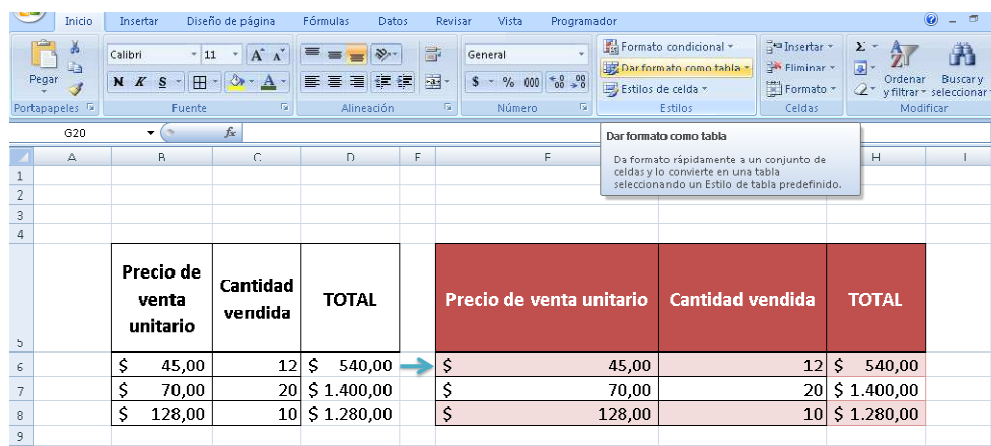 Inicio Insertar Diseño de página Fórmulas Datos Revisar Vista Programador
Calibri 11 General Formato condicional Insertar Σ
Pegar N K S A $ % 000 Dar formato como tabla Eliminar Ordenar Buscar y
Estilos de celda Formato y filtrar seleccionar
Portapapeles Fuente Alineación Número Estilos Celdas Modificar
G20 fx
Dar formato como tabla
Da formato rápidamente a un conjunto de
celdas y lo convierte en una tabla
seleccionando un Estilo de tabla predefinido.
A B C D E F H I
1
2
3
4
5 Precio de venta unitario Cantidad vendida TOTAL Precio de venta unitario Cantidad vendida TOTAL
6 $ 45,00 12 $ 540,00 $ 45,00 12 $ 540,00
7 $ 70,00 20 $ 1.400,00 $ 70,00 20 $ 1.400,00
8 $ 128,00 10 $ 1.280,00 $ 128,00 10 $ 1.280,00
9